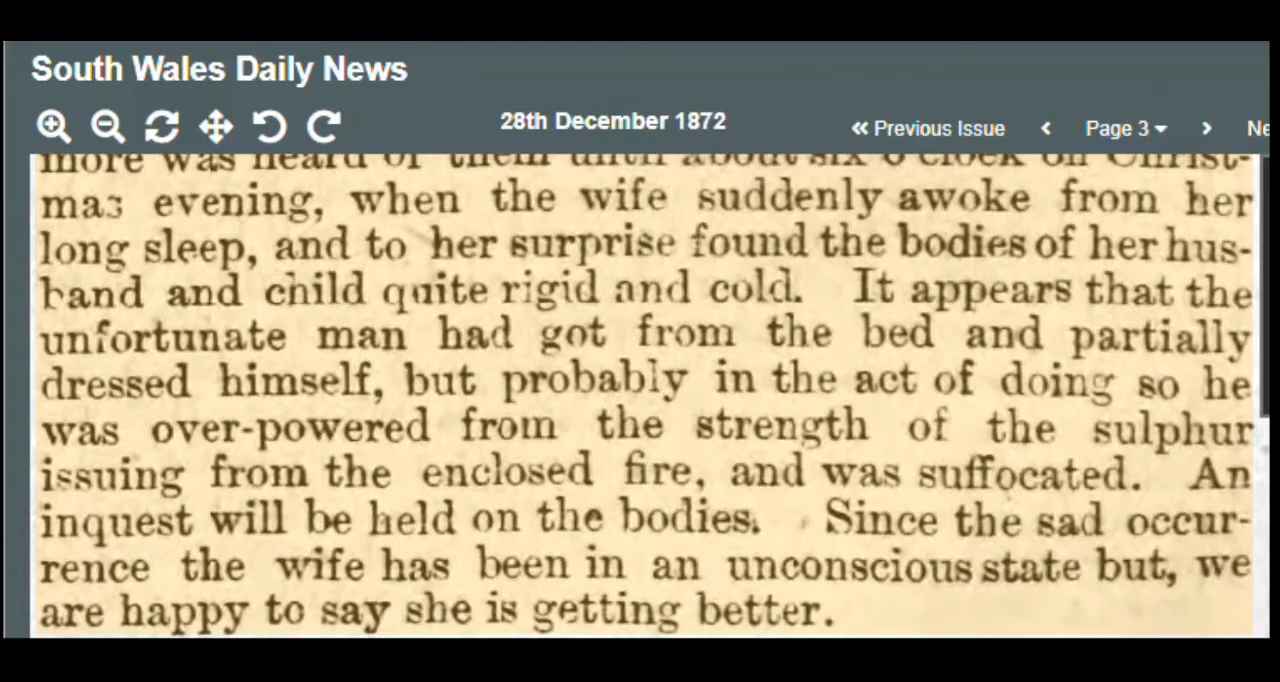 South Wales Daily News
28th December 1872
« Previous Issue < Page 3 > Ne
more was heard of them until about six o'clock on Christ-
mas evening, when the wife suddenly awoke from her
long sleep, and to her surprise found the bodies of her hus-
band and child quite rigid and cold. It appears that the
unfortunate man had got from the bed and partially
dressed himself, but probably in the act of doing so he
was over-powered from the strength of the sulphur
issuing from the enclosed fire, and was suffocated. An
inquest will be held on the bodies. Since the sad occur-
rence the wife has been in an unconscious state but, we
are happy to say she is getting better.